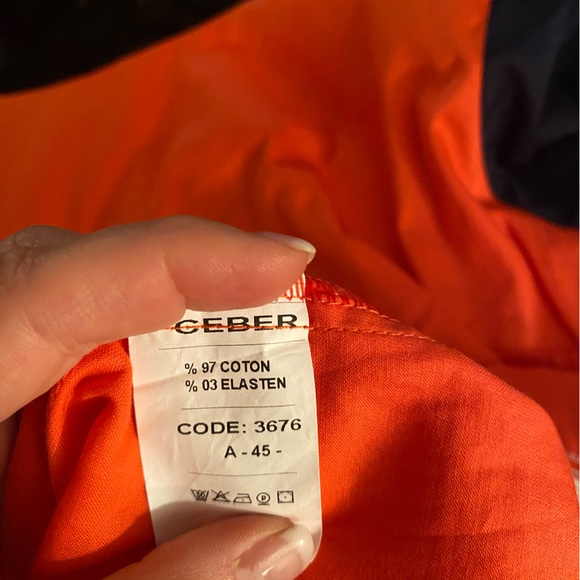 CEBER
% 97 COTON
% 03 ELASTEN
CODE: 3676
A - 45 -